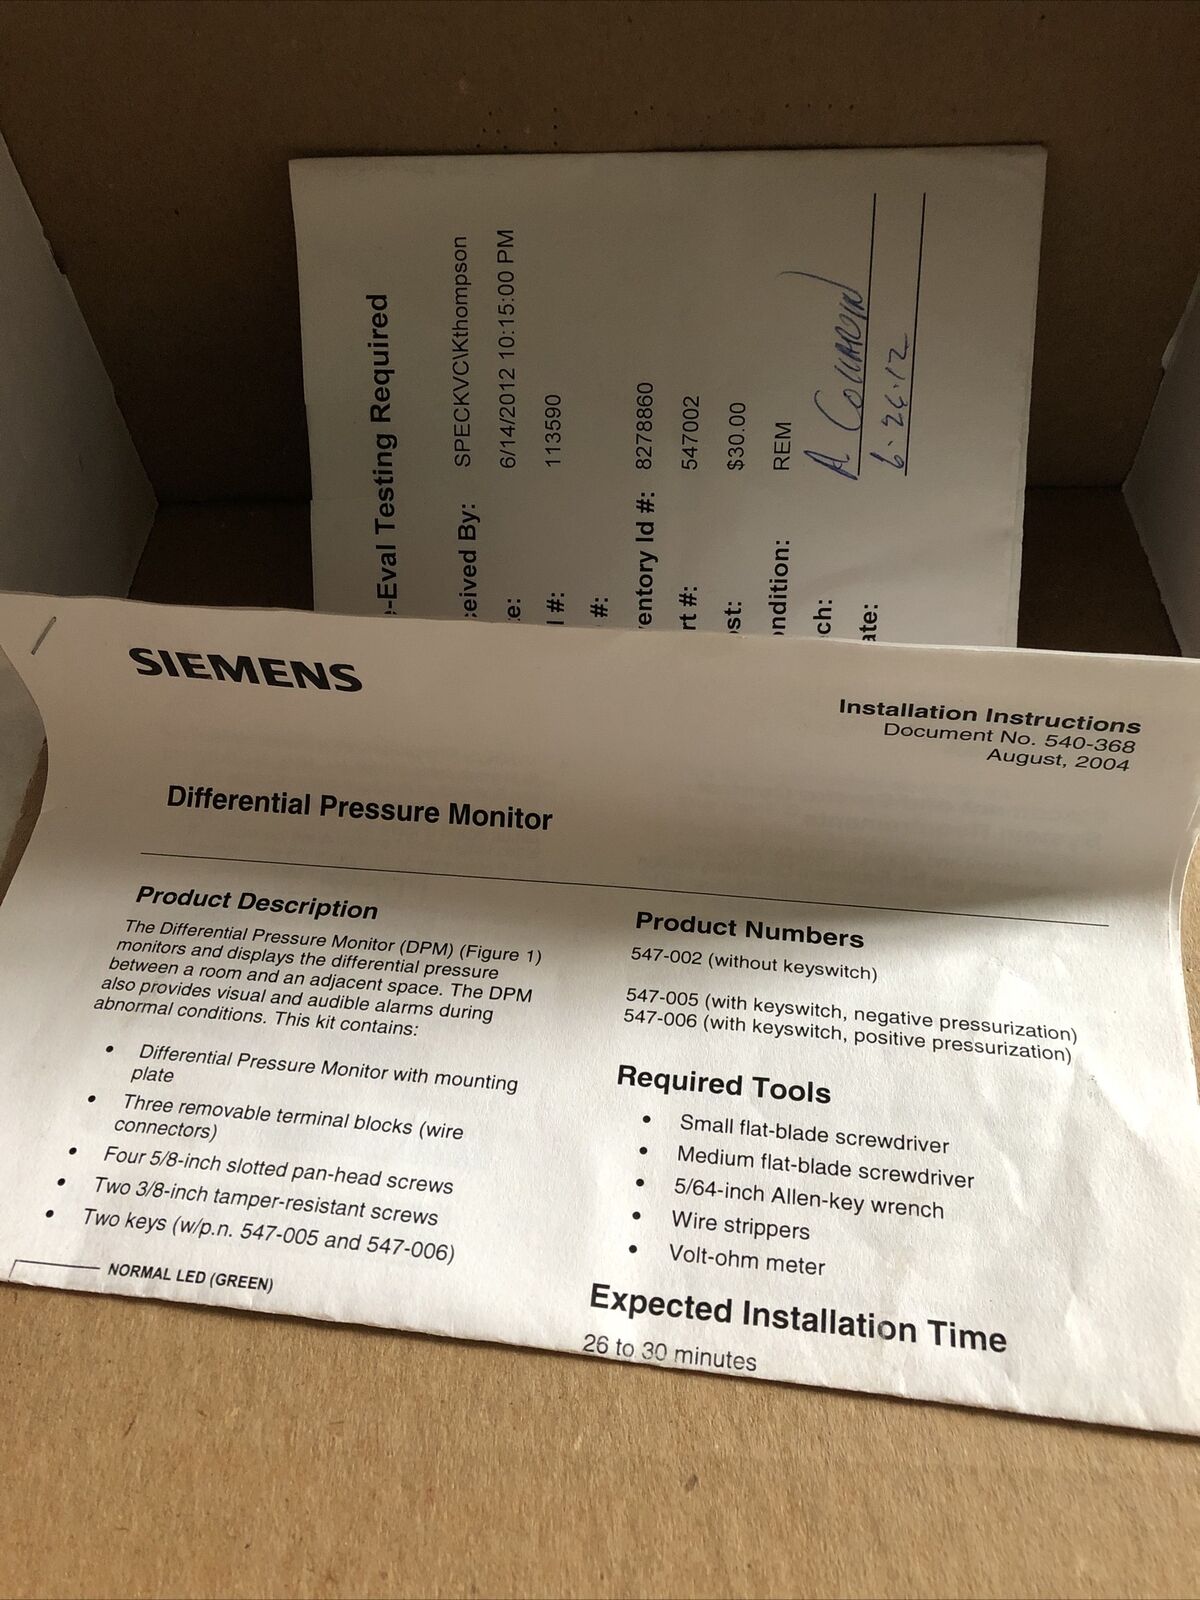 -Eval Testing Required
eived By: SPECKVC\Kthompson
e: 6/14/2012 10:15:00 PM
l #: 113590
#:
entory Id #: 8278860
rt #: 547002
st: $30.00
ondition: REM
ch: A
ate:
SIEMENS
Installation Instructions
Document No. 540-368
August, 2004
Differential Pressure Monitor
Product Description
The Differential Pressure Monitor (DPM) (Figure 1)
monitors and displays the differential pressure
between a room and an adjacent space. The DPM
also provides visual and audible alarms during
abnormal conditions. This kit contains:
• Differential Pressure Monitor with mounting
plate
• Three removable terminal blocks (wire
connectors)
• Four 5/8-inch slotted pan-head screws
• Two 3/8-inch tamper-resistant screws
• Two keys (w/p.n. 547-005 and 547-006)
NORMAL LED (GREEN)
Product Numbers
547-002 (without keyswitch)
547-005 (with keyswitch, negative pressurization)
547-006 (with keyswitch, positive pressurization)
Required Tools
• Small flat-blade screwdriver
• Medium flat-blade screwdriver
• 5/64-inch Allen-key wrench
• Wire strippers
• Volt-ohm meter
Expected Installation Time
26 to 30 minutes